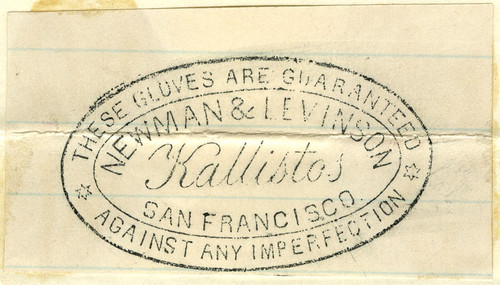 THESE GLOVES ARE GUARANTEED
NEWMAN & LEVINSON
Kallistos
SAN FRANCISCO.
AGAINST ANY IMPERFECTION